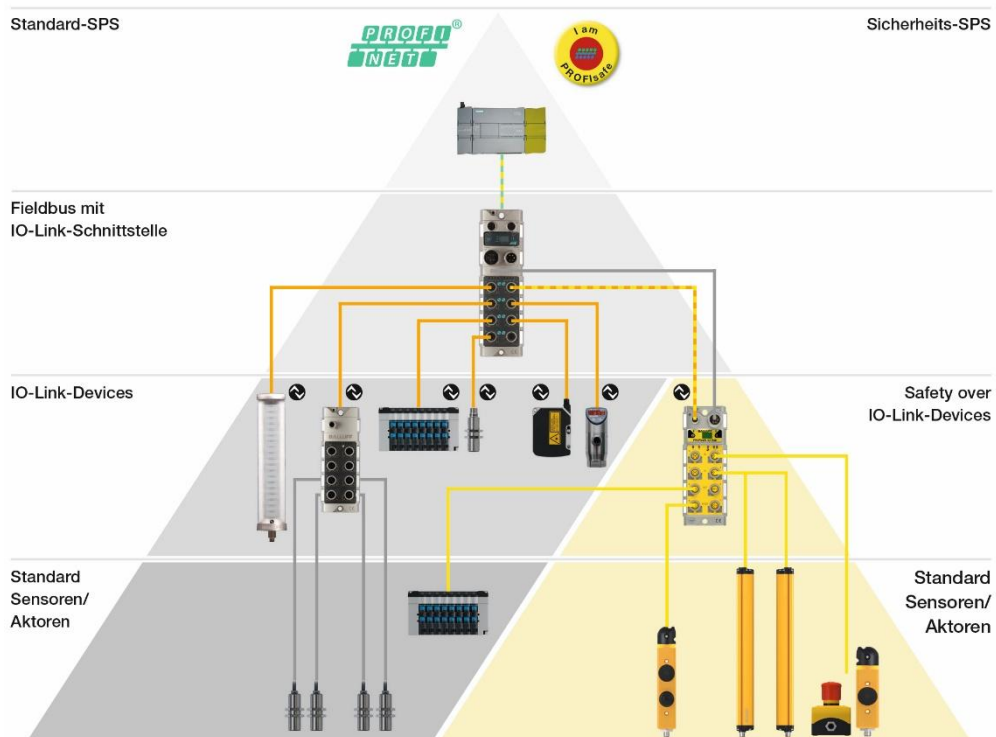 Standard-SPS
PROFI®
NET
I am
PROFIsafe
Sicherheits-SPS
Fieldbus mit
IO-Link-Schnittstelle
IO-Link-Devices
Safety over
IO-Link-Devices
BALLUFF
Standard
Sensoren/
Aktoren
Standard
Sensoren/
Aktoren